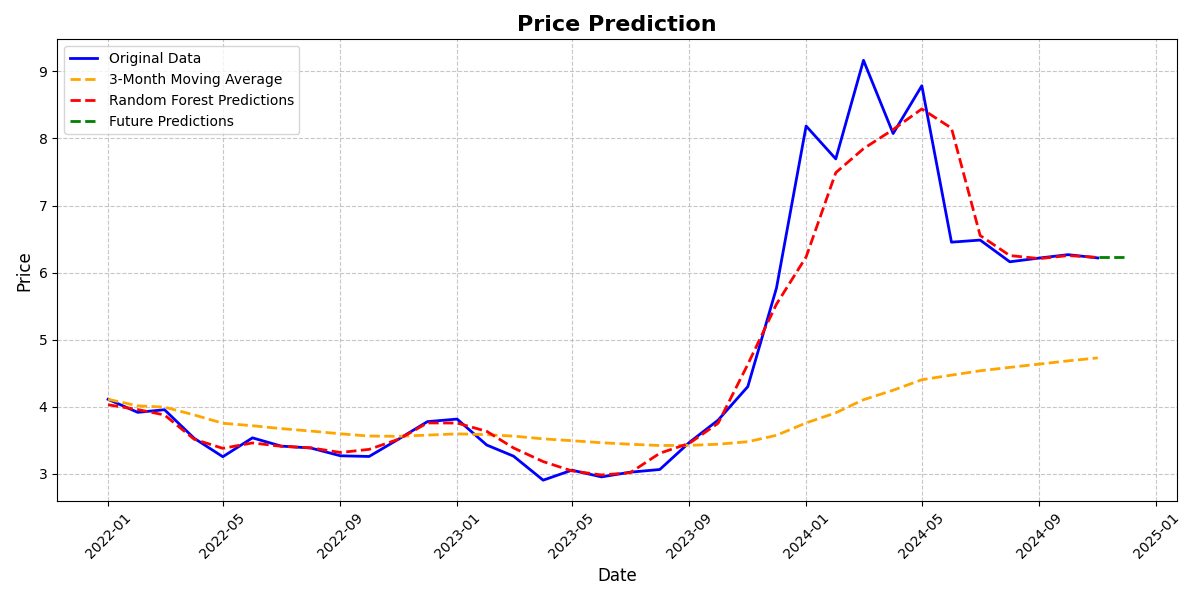 Price Prediction
Original Data
3-Month Moving Average
Random Forest Predictions
Future Predictions
Price
9
8
7
6
5
4
3
2022-01
2022-05
2022-09
2023-01
2023-05
2023-09
2024-01
2024-05
2024-09
2025-01
Date